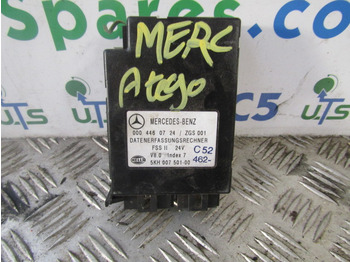 MERC
Atego
MERCEDES-BENZ
000 446 07 24 / ZGS 001
DATENERFASSUNGSRECHNER
FSS II 24V
C52
V8.0 Index 7
462-
5KH 007 501-00
UTS
C5